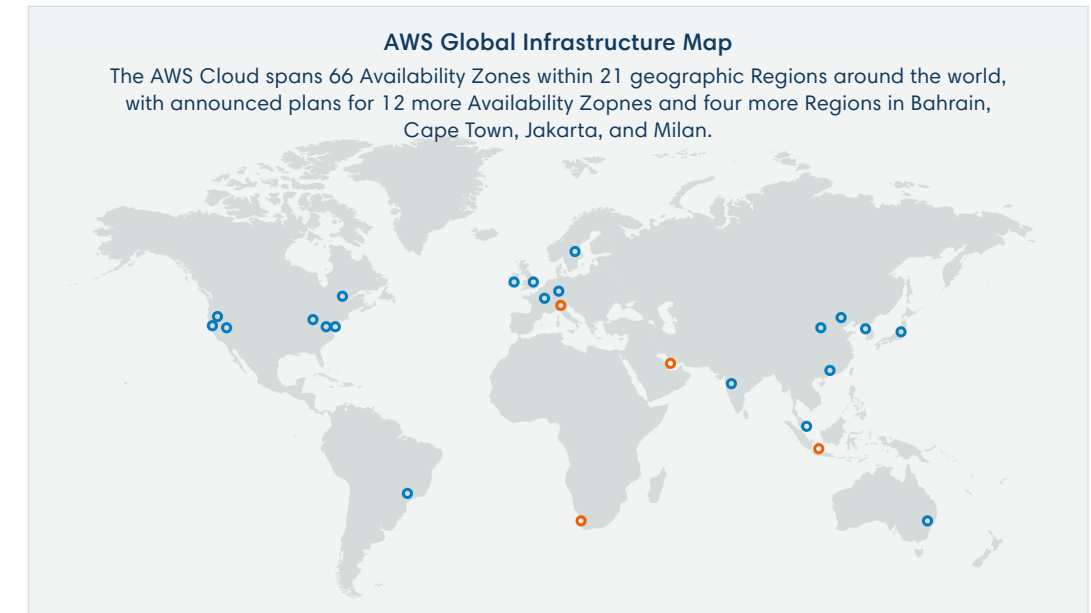 AWS Global Infrastructure Map
The AWS Cloud spans 66 Availability Zones within 21 geographic Regions around the world,
with announced plans for 12 more Availability Zopnes and four more Regions in Bahrain,
Cape Town, Jakarta, and Milan.